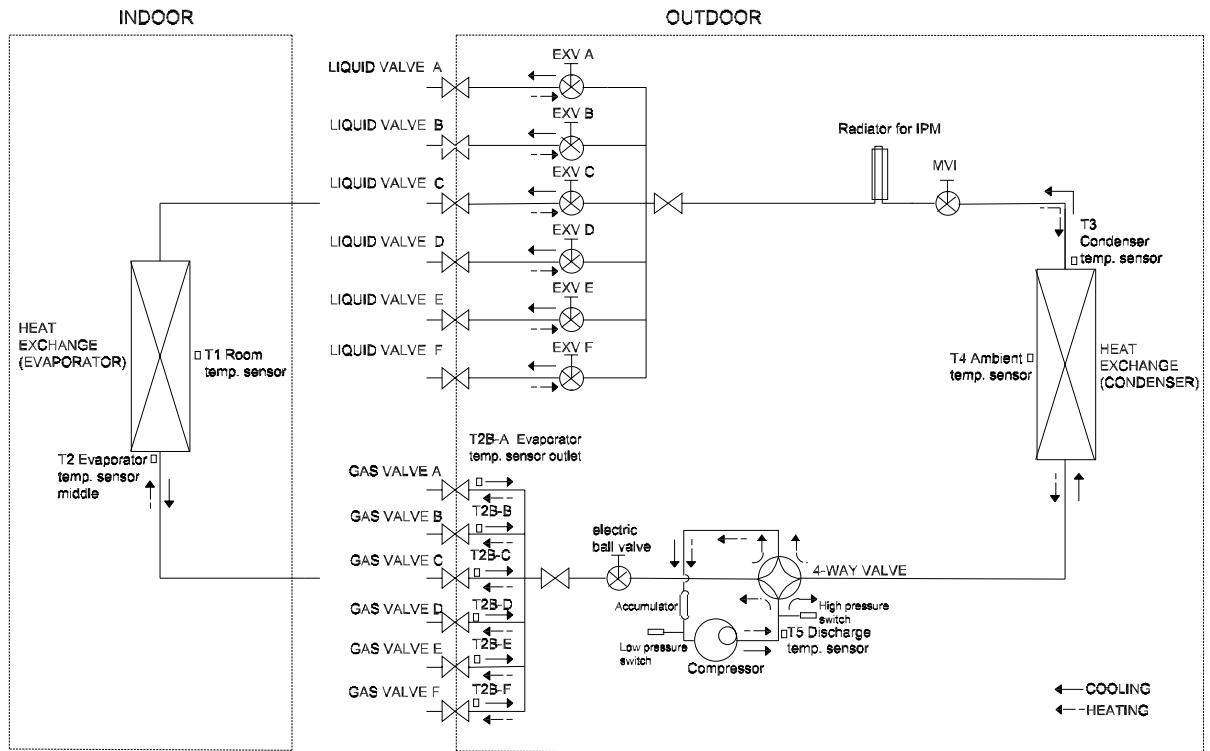 INDOOR
OUTDOOR
LIQUID VALVE A
EXV A
LIQUID VALVE B
EXV B
LIQUID VALVE C
EXV C
LIQUID VALVE D
EXV D
LIQUID VALVE E
EXV E
LIQUID VALVE F
EXV F
Radiator for IPM
MVI
T3
Condenser
temp. sensor
HEAT
EXCHANGE
(EVAPORATOR)
T1 Room
temp. sensor
T4 Ambient
temp. sensor
HEAT
EXCHANGE
(CONDENSER)
T2 Evaporator
temp. sensor
middle
T2B-A Evaporator
temp. sensor outlet
GAS VALVE A
GAS VALVE B
T2B-B
GAS VALVE C
T2B-C
GAS VALVE D
T2B-D
GAS VALVE E
T2B-E
GAS VALVE F
T2B-F
electric
ball valve
4-WAY VALVE
Accumulator
High pressure
switch
Low pressure
switch
T5 Discharge
temp. sensor
Compressor
COOLING
HEATING